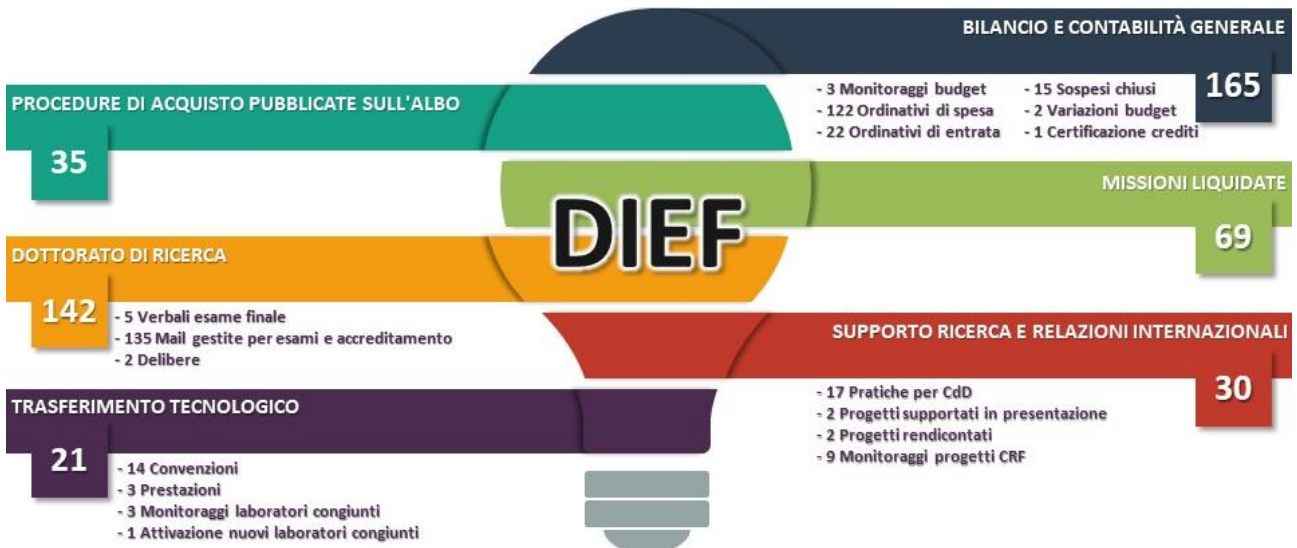 BILANCIO E CONTABILITÀ GENERALE
165
- 3 Monitoraggi budget
- 122 Ordinativi di spesa
- 22 Ordinativi di entrata
- 15 Sospesi chiusi
- 2 Variazioni budget
- 1 Certificazione crediti
PROCEDURE DI ACQUISTO PUBBLICATE SULL'ALBO
35
MISSIONI LIQUIDATE
69
DIEF
DOTTORATO DI RICERCA
142
- 5 Verbali esame finale
- 135 Mail gestite per esami e accreditamento
- 2 Delibere
SUPPORTO RICERCA E RELAZIONI INTERNAZIONALI
30
- 17 Pratiche per CdD
- 2 Progetti supportati in presentazione
- 2 Progetti rendicontati
- 9 Monitoraggi progetti CRF
TRASFERIMENTO TECNOLOGICO
21
- 14 Convenzioni
- 3 Prestazioni
- 3 Monitoraggi laboratori congiunti
- 1 Attivazione nuovi laboratori congiunti